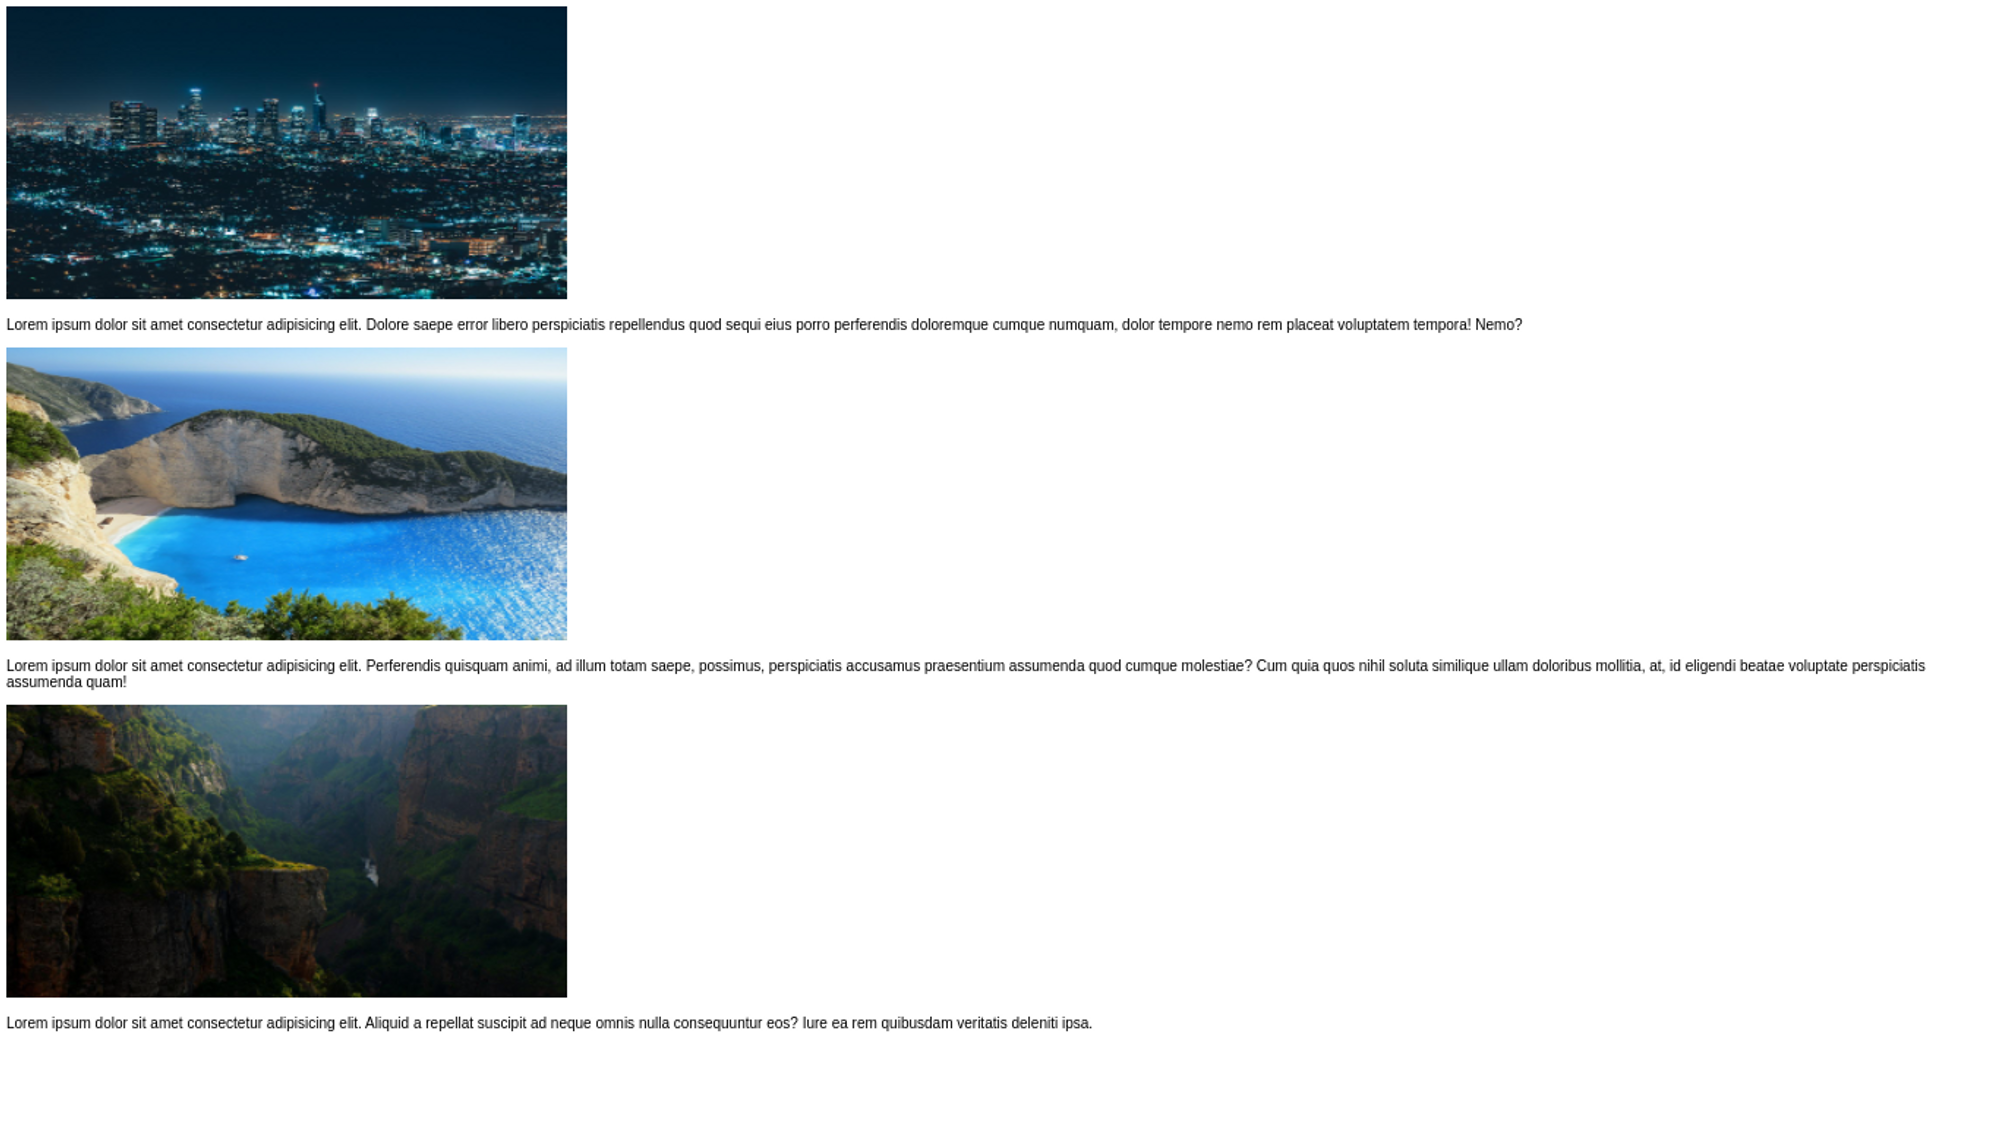 Lorem ipsum dolor sit amet consectetur adipisicing elit. Dolore saepe error libero perspiciatis repellendus quod sequi eius porro perferendis doloremque cumque numquam, dolor tempore nemo rem placeat voluptatem tempora! Nemo?
Lorem ipsum dolor sit amet consectetur adipisicing elit. Perferendis quisquam animi, ad illum totam saepe, possimus, perspiciatis accusamus praesentium assumenda quod cumque molestiae? Cum quia quos nihil soluta similique ullam doloribus mollitia, at, id eligendi beatae voluptate perspiciatis
assumenda quam!
Lorem ipsum dolor sit amet consectetur adipisicing elit. Aliquid a repellat suscipit ad neque omnis nulla consequuntur eos? Iure ea rem quibusdam veritatis deleniti ipsa.